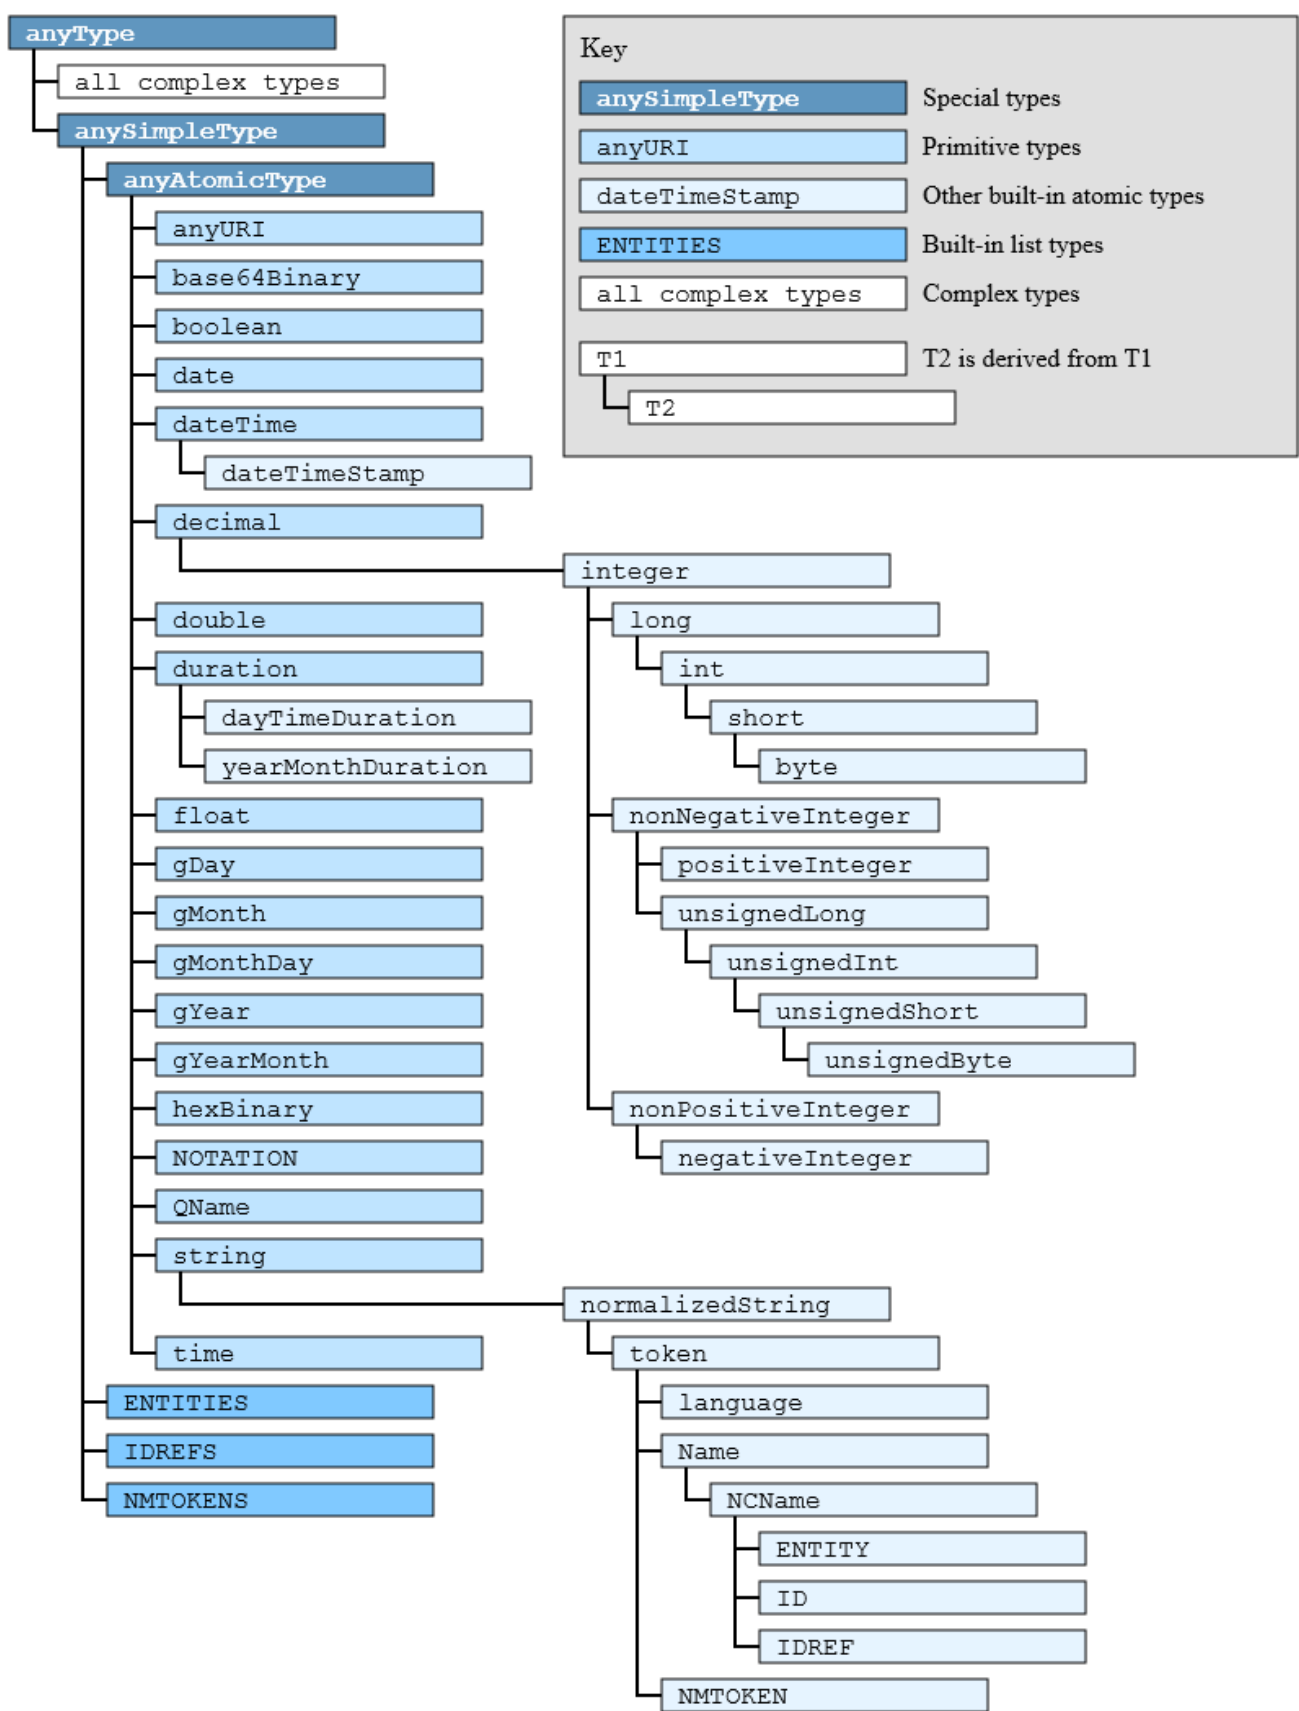 anyType
all complex types
anySimpleType
anyAtomicType
anyURI
base64Binary
boolean
date
dateTime
dateTimeStamp
decimal
integer
long
int
short
byte
nonNegativeInteger
positiveInteger
unsignedLong
unsignedInt
unsignedShort
unsignedByte
nonPositiveInteger
negativeInteger
double
duration
dayTimeDuration
yearMonthDuration
float
gDay
gMonth
gMonthDay
gYear
gYearMonth
hexBinary
NOTATION
QName
string
normalizedString
token
language
Name
NCName
ENTITY
ID
IDREF
NMTOKEN
time
ENTITIES
IDREFS
NMTOKENS
Key
anySimpleType Special types
anyURI Primitive types
dateTimeStamp Other built-in atomic types
ENTITIES Built-in list types
all complex types Complex types
T1 T2 is derived from T1
T2